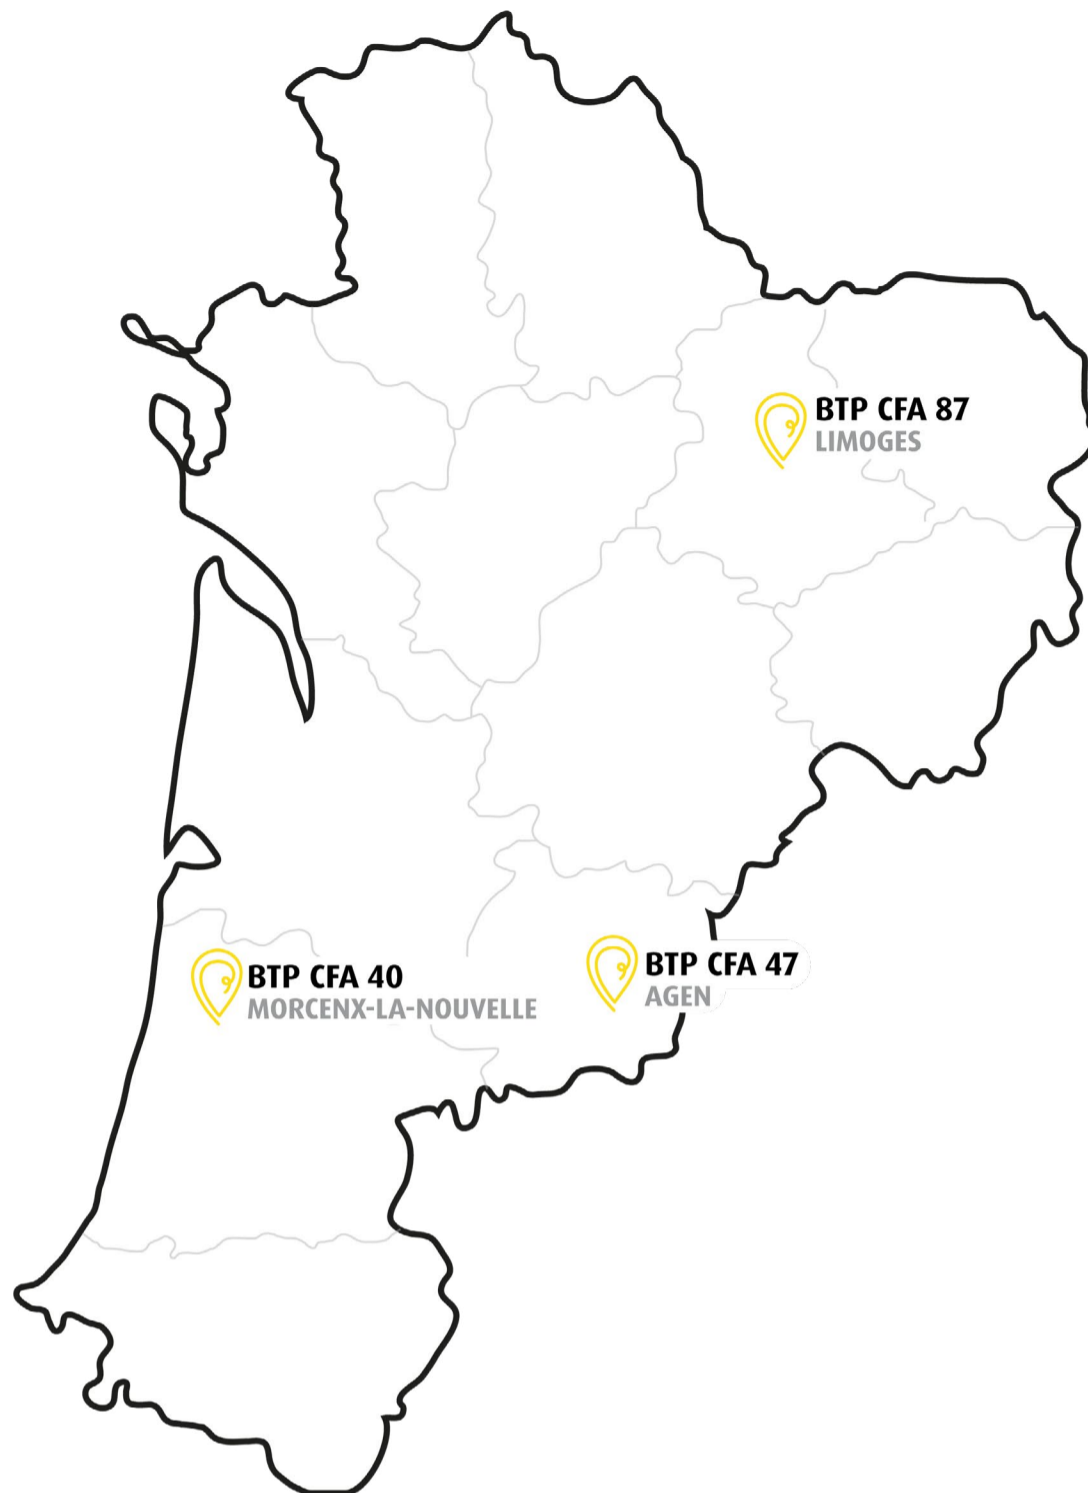 BTP CFA 87
LIMOGES
BTP CFA 47
AGEN
BTP CFA 40
MORCENX-LA-NOUVELLE